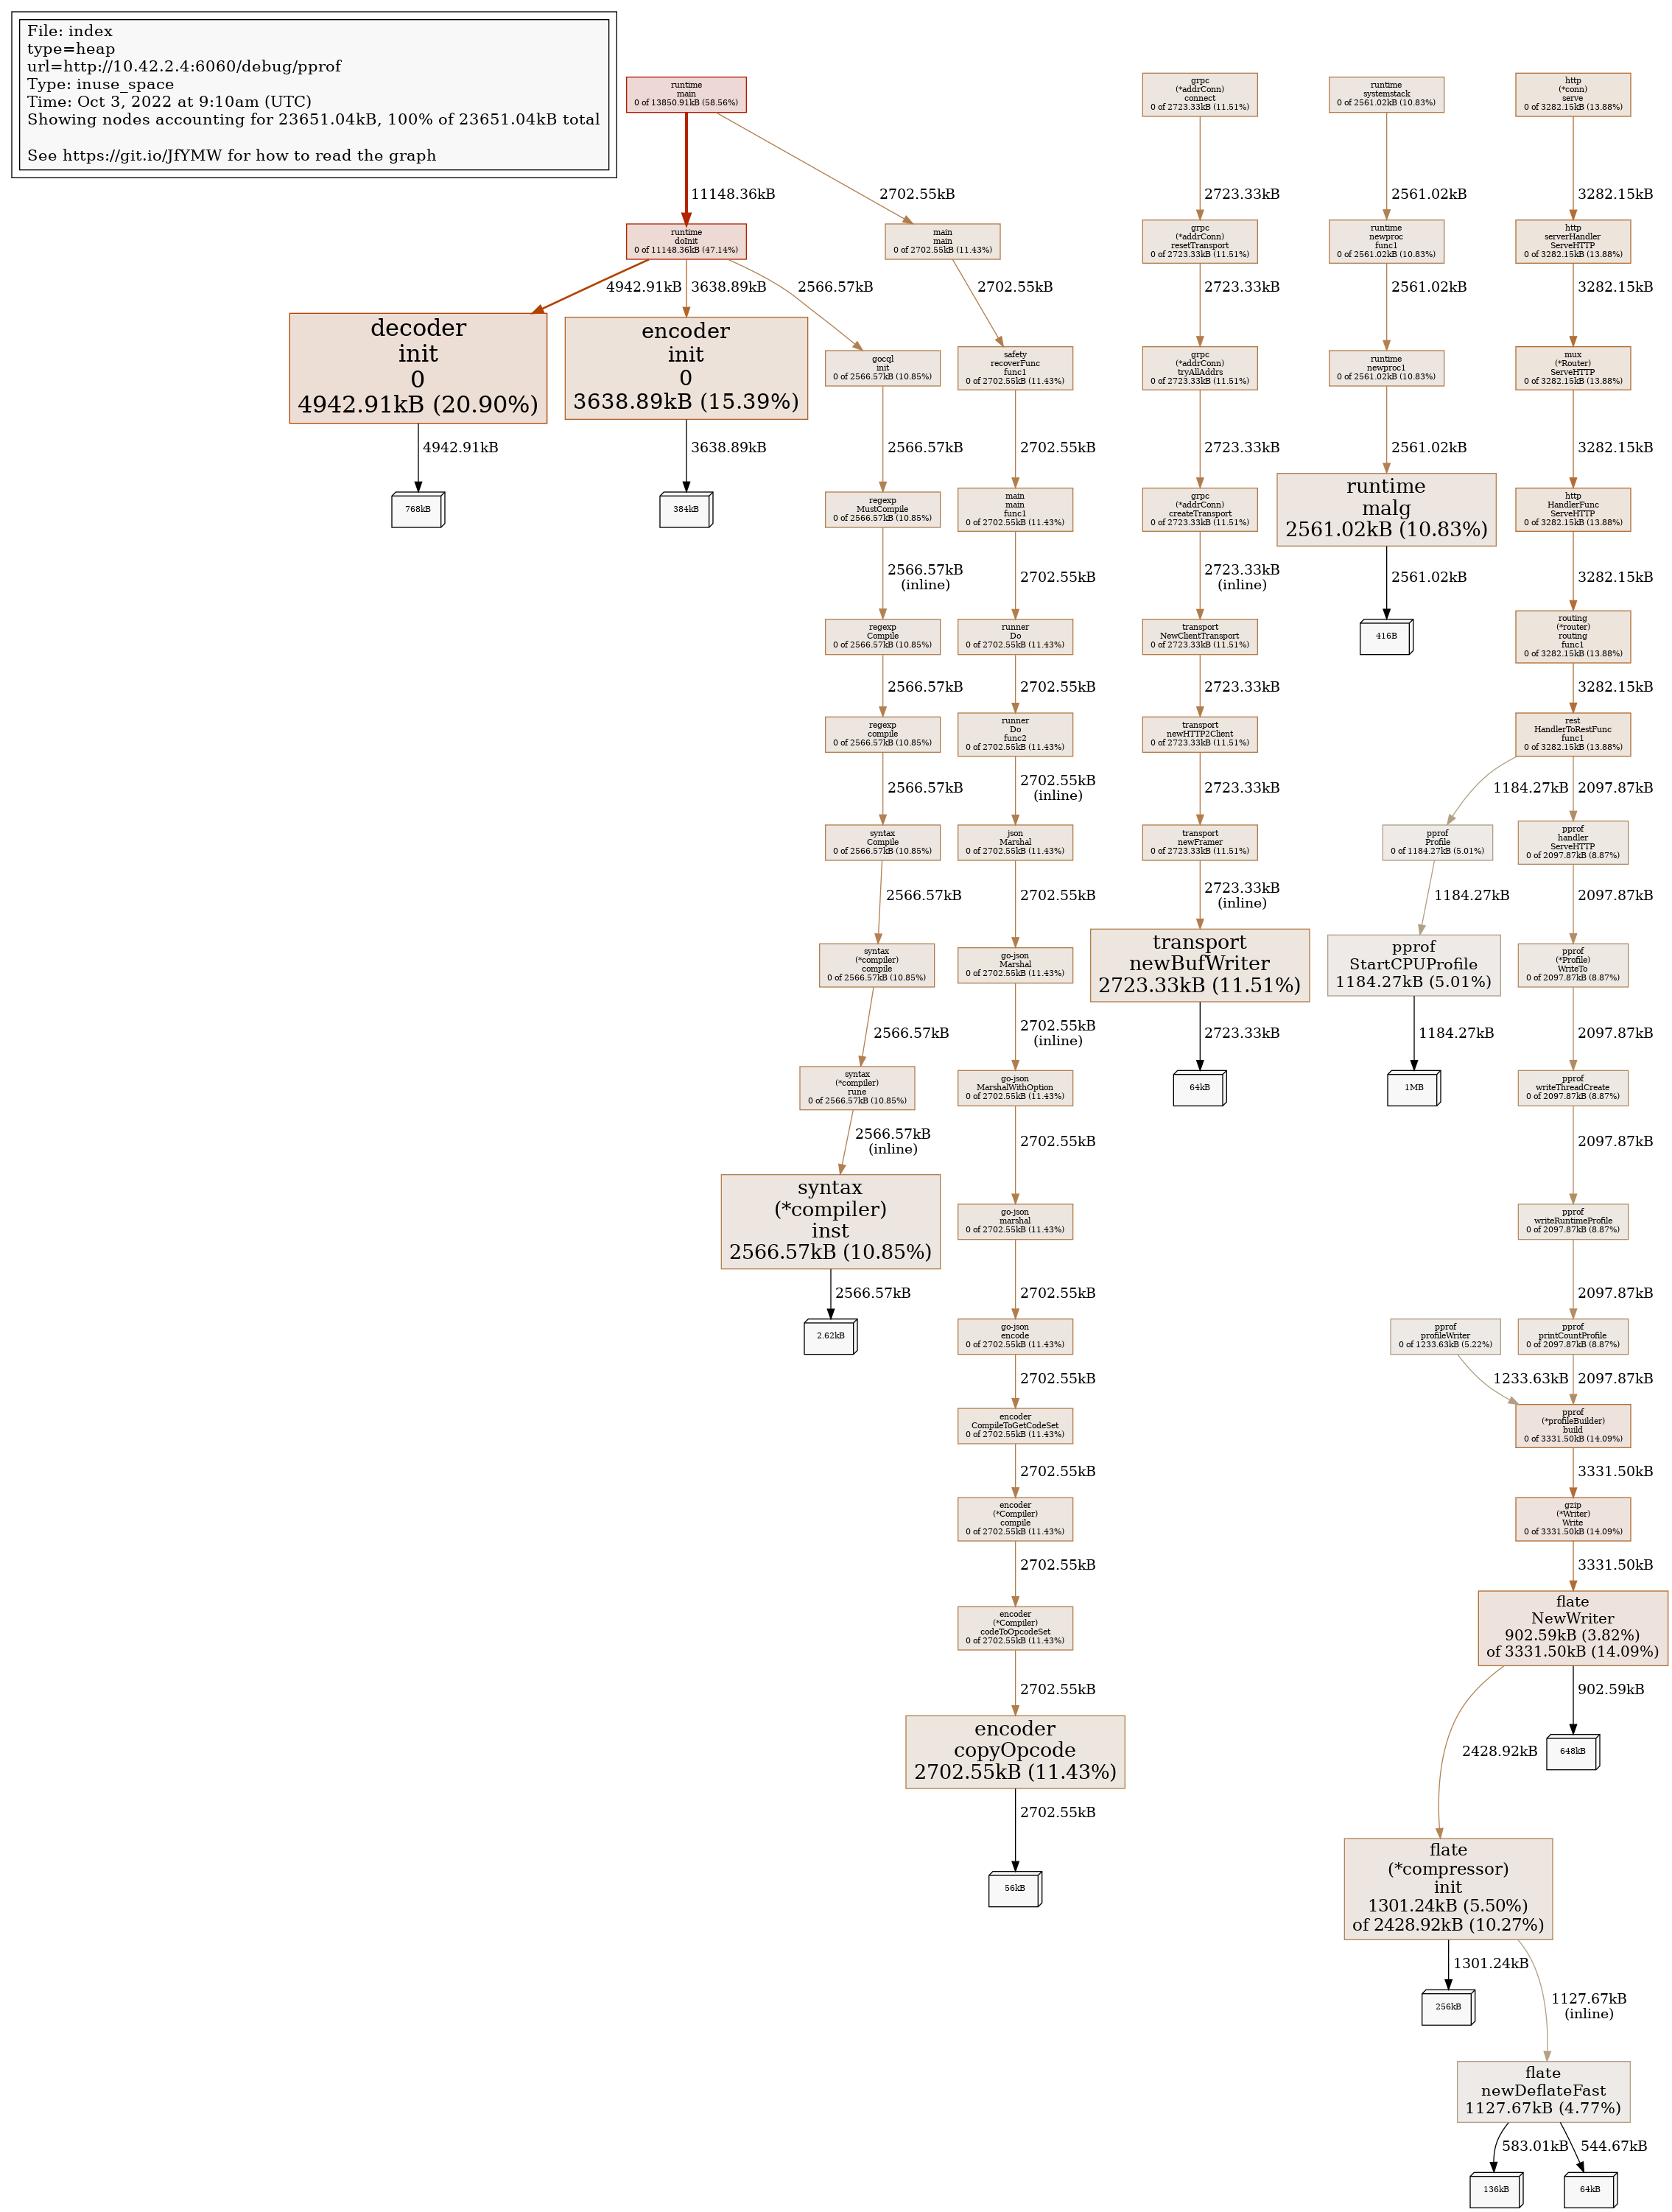 File: index
type=heap
url=http://10.42.2.4:6060/debug/pprof
Type: inuse_space
Time: Oct 3, 2022 at 9:10am (UTC)
Showing nodes accounting for 23651.04kB, 100% of 23651.04kB total
See https://git.io/JfYMW for how to read the graph
runtime
main
0 of 13850.91kB (58.56%)
11148.36kB
2702.55kB
runtime
doInit
0 of 11148.36kB (47.14%)
4942.91kB
3638.89kB
2566.57kB
decoder
init
0
4942.91kB (20.90%)
4942.91kB
768kB
encoder
init
0
3638.89kB (15.39%)
3638.89kB
384kB
gocql
init
0 of 2566.57kB (10.85%)
2566.57kB
regexp
MustCompile
0 of 2566.57kB (10.85%)
2566.57kB
(inline)
regexp
Compile
0 of 2566.57kB (10.85%)
2566.57kB
regexp
compile
0 of 2566.57kB (10.85%)
2566.57kB
syntax
Compile
0 of 2566.57kB (10.85%)
2566.57kB
syntax
(*compiler)
compile
0 of 2566.57kB (10.85%)
2566.57kB
syntax
(*compiler)
rune
0 of 2566.57kB (10.85%)
2566.57kB
(inline)
syntax
(*compiler)
inst
2566.57kB (10.85%)
2566.57kB
2.62kB
main
main
0 of 2702.55kB (11.43%)
2702.55kB
safety
recoverFunc
func1
0 of 2702.55kB (11.43%)
2702.55kB
main
main
func1
0 of 2702.55kB (11.43%)
2702.55kB
runner
Do
0 of 2702.55kB (11.43%)
2702.55kB
runner
Do
func2
0 of 2702.55kB (11.43%)
2702.55kB
(inline)
json
Marshal
0 of 2702.55kB (11.43%)
2702.55kB
go-json
Marshal
0 of 2702.55kB (11.43%)
2702.55kB
(inline)
go-json
MarshalWithOption
0 of 2702.55kB (11.43%)
2702.55kB
go-json
marshal
0 of 2702.55kB (11.43%)
2702.55kB
go-json
encode
0 of 2702.55kB (11.43%)
2702.55kB
encoder
CompileToGetCodeSet
0 of 2702.55kB (11.43%)
2702.55kB
encoder
(*Compiler)
compile
0 of 2702.55kB (11.43%)
2702.55kB
encoder
(*Compiler)
codeToOpcodeSet
0 of 2702.55kB (11.43%)
2702.55kB
encoder
copyOpcode
2702.55kB (11.43%)
2702.55kB
56kB
grpc
(*addrConn)
connect
0 of 2723.33kB (11.51%)
2723.33kB
grpc
(*addrConn)
resetTransport
0 of 2723.33kB (11.51%)
2723.33kB
grpc
(*addrConn)
tryAllAddrs
0 of 2723.33kB (11.51%)
2723.33kB
grpc
(*addrConn)
createTransport
0 of 2723.33kB (11.51%)
2723.33kB
(inline)
transport
NewClientTransport
0 of 2723.33kB (11.51%)
2723.33kB
transport
newHTTP2Client
0 of 2723.33kB (11.51%)
2723.33kB
transport
newFramer
0 of 2723.33kB (11.51%)
2723.33kB
(inline)
transport
newBufWriter
2723.33kB (11.51%)
2723.33kB
64kB
runtime
systemstack
0 of 2561.02kB (10.83%)
2561.02kB
runtime
newproc
func1
0 of 2561.02kB (10.83%)
2561.02kB
runtime
newproc1
0 of 2561.02kB (10.83%)
2561.02kB
runtime
malg
2561.02kB (10.83%)
2561.02kB
416B
http
(*conn)
serve
0 of 3282.15kB (13.88%)
3282.15kB
http
serverHandler
ServeHTTP
0 of 3282.15kB (13.88%)
3282.15kB
mux
(*Router)
ServeHTTP
0 of 3282.15kB (13.88%)
3282.15kB
http
HandlerFunc
ServeHTTP
0 of 3282.15kB (13.88%)
3282.15kB
routing
(*router)
routing
func1
0 of 3282.15kB (13.88%)
3282.15kB
rest
HandlerToRestFunc
func1
0 of 3282.15kB (13.88%)
1184.27kB
2097.87kB
pprof
Profile
0 of 1184.27kB (5.01%)
1184.27kB
pprof
StartCPUProfile
1184.27kB (5.01%)
1184.27kB
1MB
pprof
handler
ServeHTTP
0 of 2097.87kB (8.87%)
2097.87kB
pprof
(*Profile)
WriteTo
0 of 2097.87kB (8.87%)
2097.87kB
pprof
writeThreadCreate
0 of 2097.87kB (8.87%)
2097.87kB
pprof
writeRuntimeProfile
0 of 2097.87kB (8.87%)
2097.87kB
pprof
profileWriter
0 of 1233.63kB (5.22%)
1233.63kB
pprof
printCountProfile
0 of 2097.87kB (8.87%)
2097.87kB
pprof
(*profileBuilder)
build
0 of 3331.50kB (14.09%)
3331.50kB
gzip
(*Writer)
Write
0 of 3331.50kB (14.09%)
3331.50kB
flate
NewWriter
902.59kB (3.82%)
of 3331.50kB (14.09%)
902.59kB
648kB
2428.92kB
flate
(*compressor)
init
1301.24kB (5.50%)
of 2428.92kB (10.27%)
1301.24kB
256kB
1127.67kB
(inline)
flate
newDeflateFast
1127.67kB (4.77%)
583.01kB
544.67kB
136kB
64kB